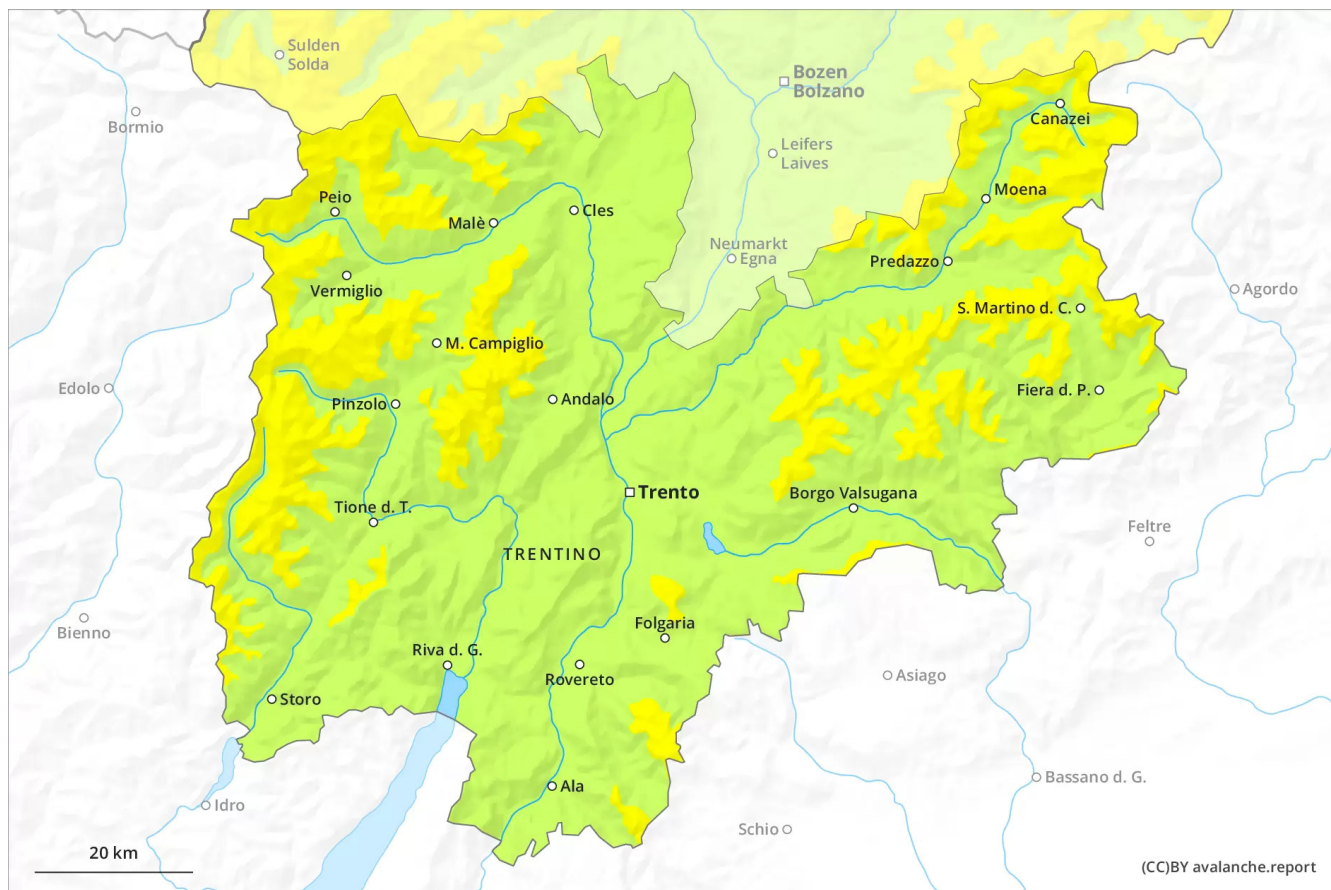 Sulden
Solda
Bozen
Bolzano
Bormio
Canazei
Leifers
Laives
Peio
Moena
Malè
Cles
Neumarkt
Egna
Predazzo
Vermiglio
Agordo
S. Martino d. C.
M. Campiglio
Edolo
Pinzolo
Andalo
Fiera d. P.
Trento
Borgo Valsugana
Tione d. T.
Feltre
TRENTINO
Bienno
Folgaria
Riva d. G.
Rovereto
Asiago
Storo
Bassano d. G.
Ala
Idro
Schio
20 km
(CC)BY avalanche.report